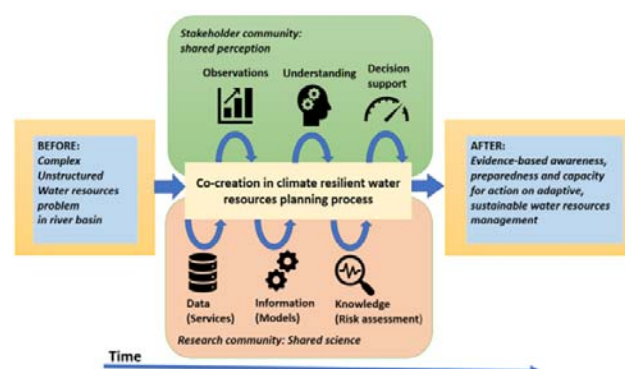 Stakeholder community:
shared perception
Observations
Understanding
Decision
support
BEFORE:
Complex
Unstructured
Water resources
problem
in river basin
Co-creation in climate resilient water
resources planning process
AFTER:
Evidence-based awareness,
preparedness and capacity
for action on adaptive,
sustainable water resources
management
Data
(Services)
Information
(Models)
Knowledge
(Risk assessment)
Research community: Shared science
Time